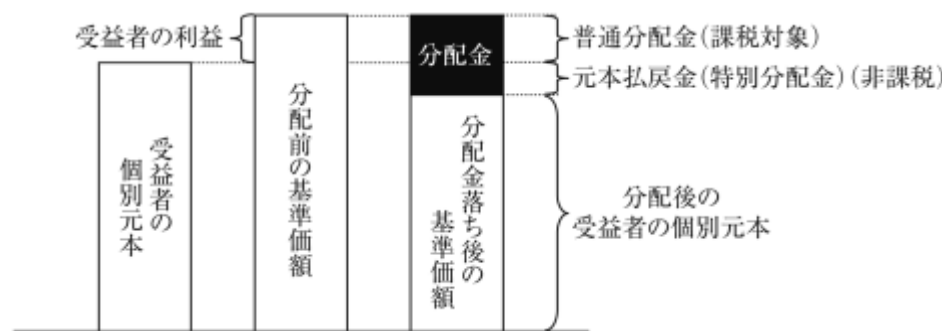 受益者の利益
分配金
普通分配金(課税対象)
元本払戻金(特別分配金)(非課税)
受益者の
個別元本
分配前の基準価額
分配金落ち後の
基準価額
分配後の
受益者の個別元本